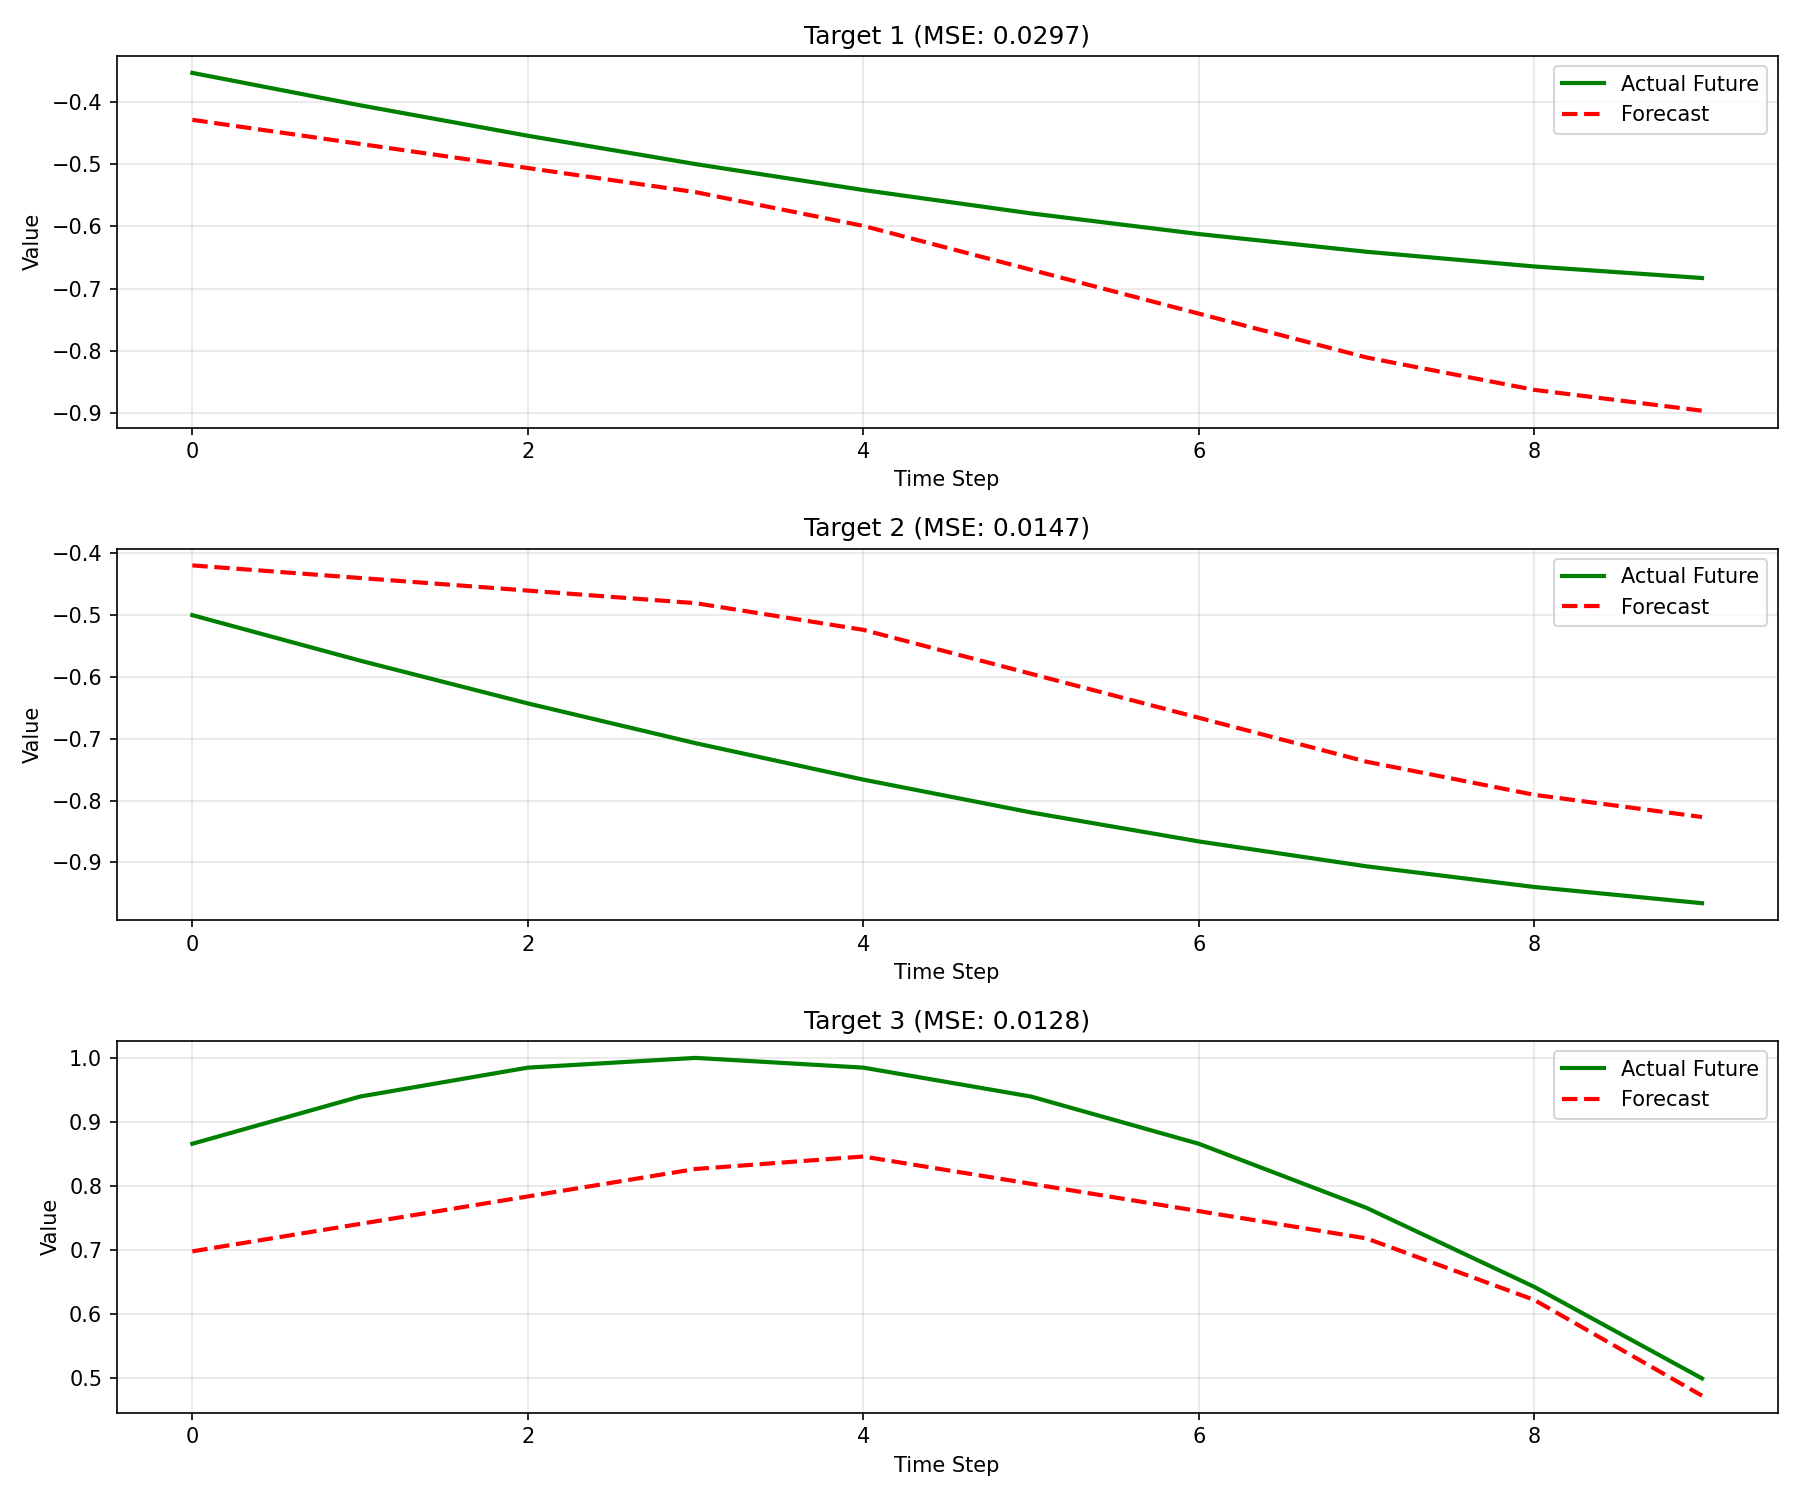 Target 1 (MSE: 0.0297)
Actual Future
Forecast
Value
−0.4
−0.5
−0.6
−0.7
−0.8
−0.9
0 2 4 6 8
Time Step
Target 2 (MSE: 0.0147)
Actual Future
Forecast
Value
−0.4
−0.5
−0.6
−0.7
−0.8
−0.9
0 2 4 6 8
Time Step
Target 3 (MSE: 0.0128)
Actual Future
Forecast
Value
1.0
0.9
0.8
0.7
0.6
0.5
0 2 4 6 8
Time Step